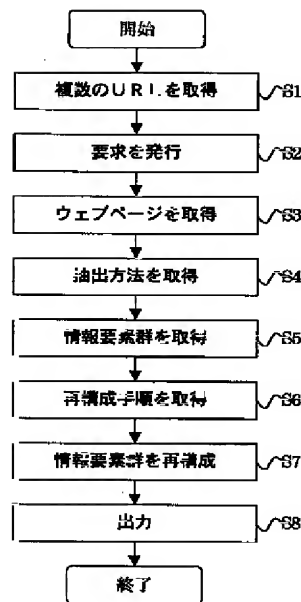 開始
複数のURLを取得 S1
要求を発行 S2
ウェブページを取得 S3
抽出方法を取得 S4
情報要素群を取得 S5
再構成手順を取得 S6
情報要素群を再構成 S7
出力 S8
終了